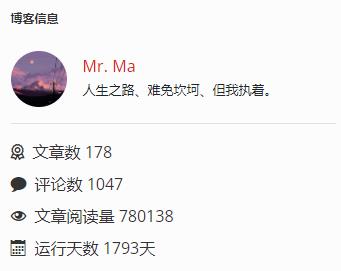 博客信息
Mr. Ma
人生之路、难免坎坷、但我执着。
文章数 178
评论数 1047
文章阅读量 780138
运行天数 1793天